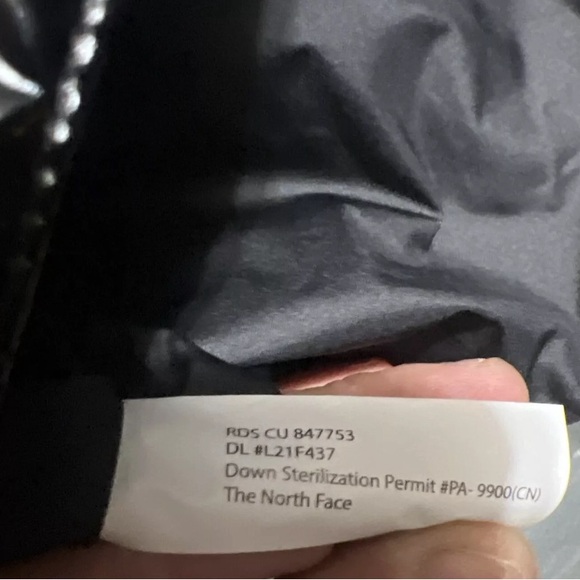 RDS CU 847753
DL #L21F437
Down Sterilization Permit #PA- 9900(CN)
The North Face